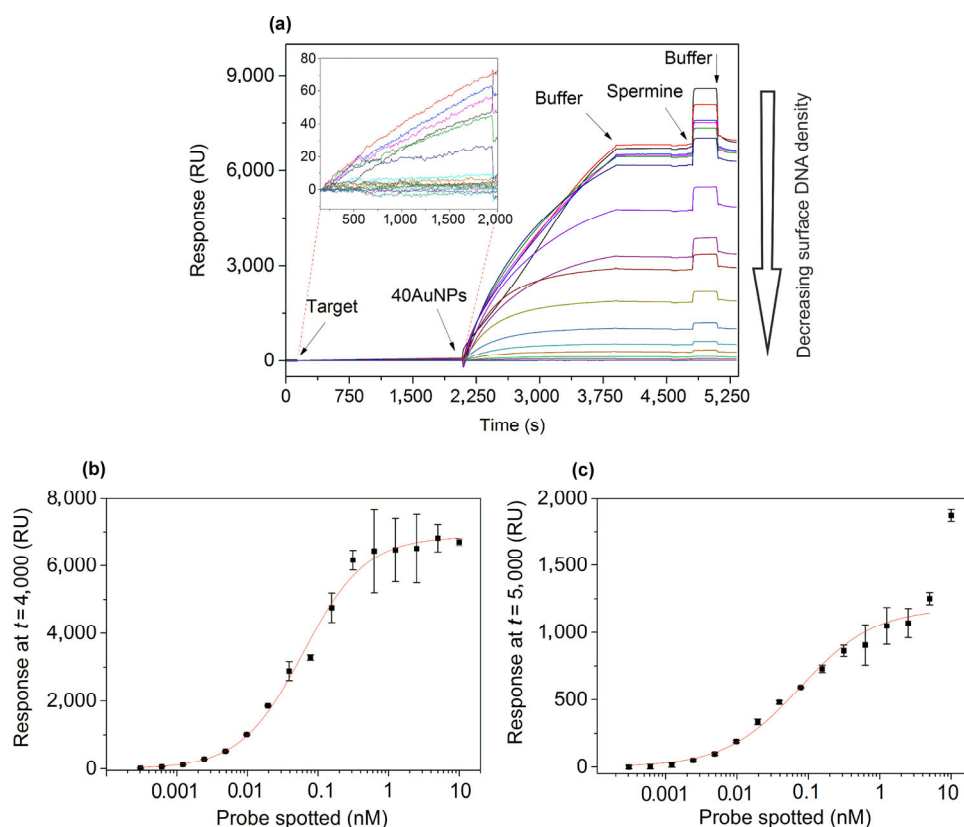 (a)
9,000
6,000
3,000
0
Response (RU)
80
60
40
20
0
500
1,000
1,500
2,000
Target
40AuNPs
Buffer
Spermine
Buffer
Decreasing surface DNA density
0
750
1,500
2,250
3,000
3,750
4,500
5,250
Time (s)
(b)
8,000
6,000
4,000
2,000
0
Response at t = 4,000 (RU)
0.001
0.01
0.1
1
10
Probe spotted (nM)
(c)
2,000
1,500
1,000
500
0
Response at t = 5,000 (RU)
0.001
0.01
0.1
1
10
Probe spotted (nM)